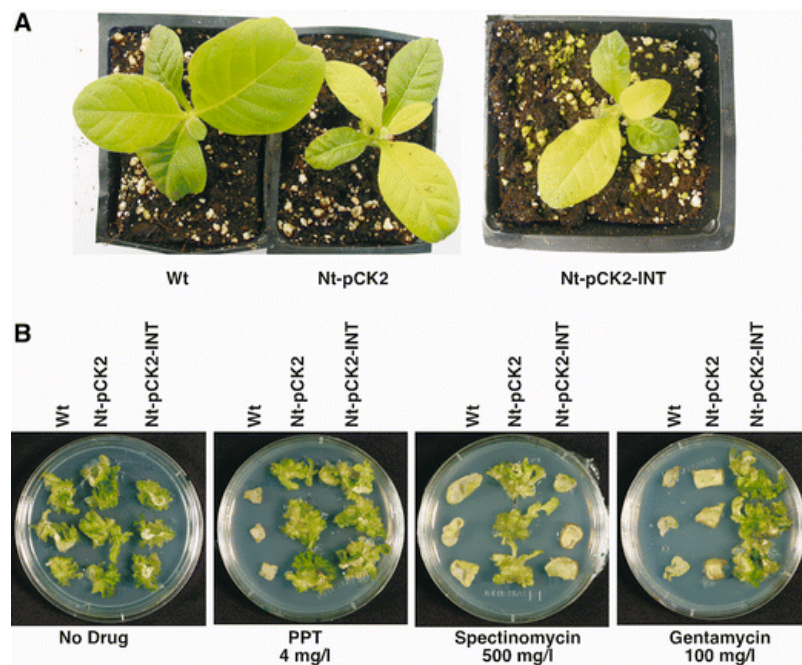 A
Wt
Nt-pCK2
Nt-pCK2-INT
B
Wt
Nt-pCK2
Nt-pCK2-INT
Wt
Nt-pCK2
Nt-pCK2-INT
Wt
Nt-pCK2
Nt-pCK2-INT
Wt
Nt-pCK2
Nt-pCK2-INT
No Drug
PPT
4 mg/l
Spectinomycin
500 mg/l
Gentamycin
100 mg/l